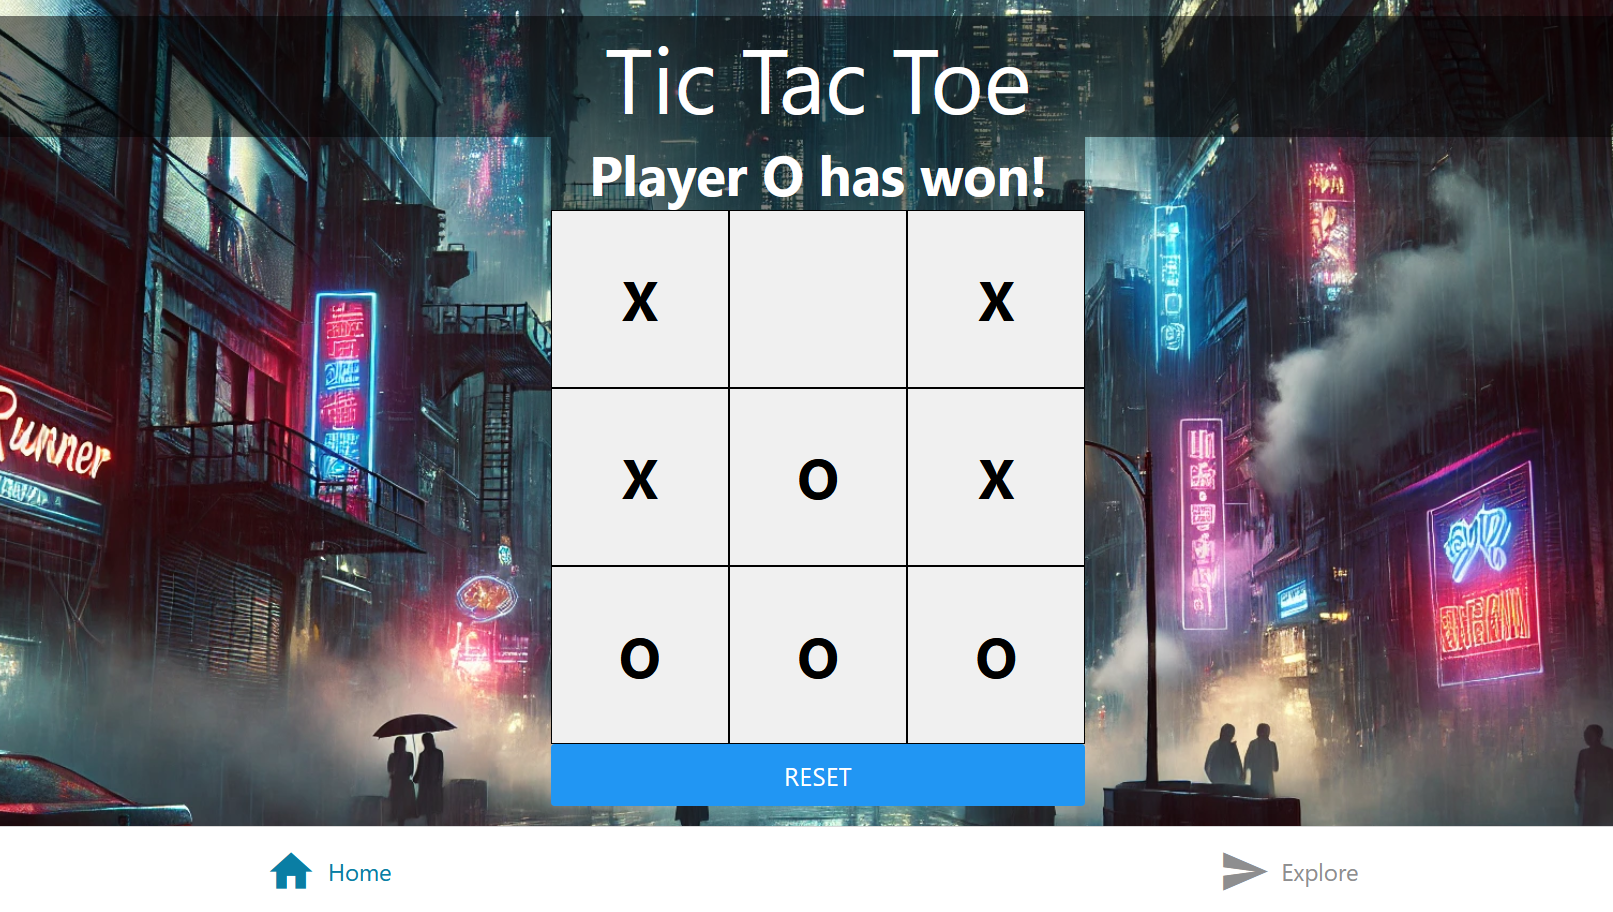 Tic Tac Toe
Player O has won!
X X
X O X
O O O
Runner
RESET
Home
Explore